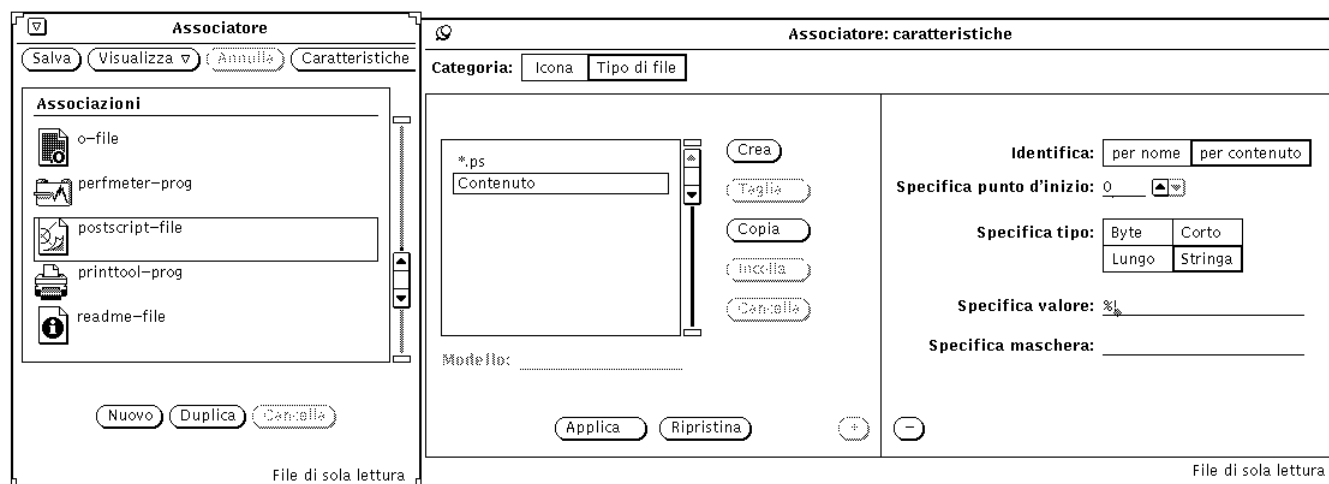 Associatore
Salva Visualizza Annulla Caratteristiche
Associazioni
o-file
perfmeter-prog
postscript-file
printtool-prog
readme-file
Nuovo Duplica Cancella
File di sola lettura
Associatore: caratteristiche
Categoria: Icona Tipo di file
*.ps
Contenuto
Crea
Taglia
Copia
Incolla
Cancella
Modello:
Applica Ripristina + −
Identifica: per nome per contenuto
Specifica punto d'inizio: 0
Specifica tipo: Byte Corto
Lungo Stringa
Specifica valore: %!
Specifica maschera:
File di sola lettura